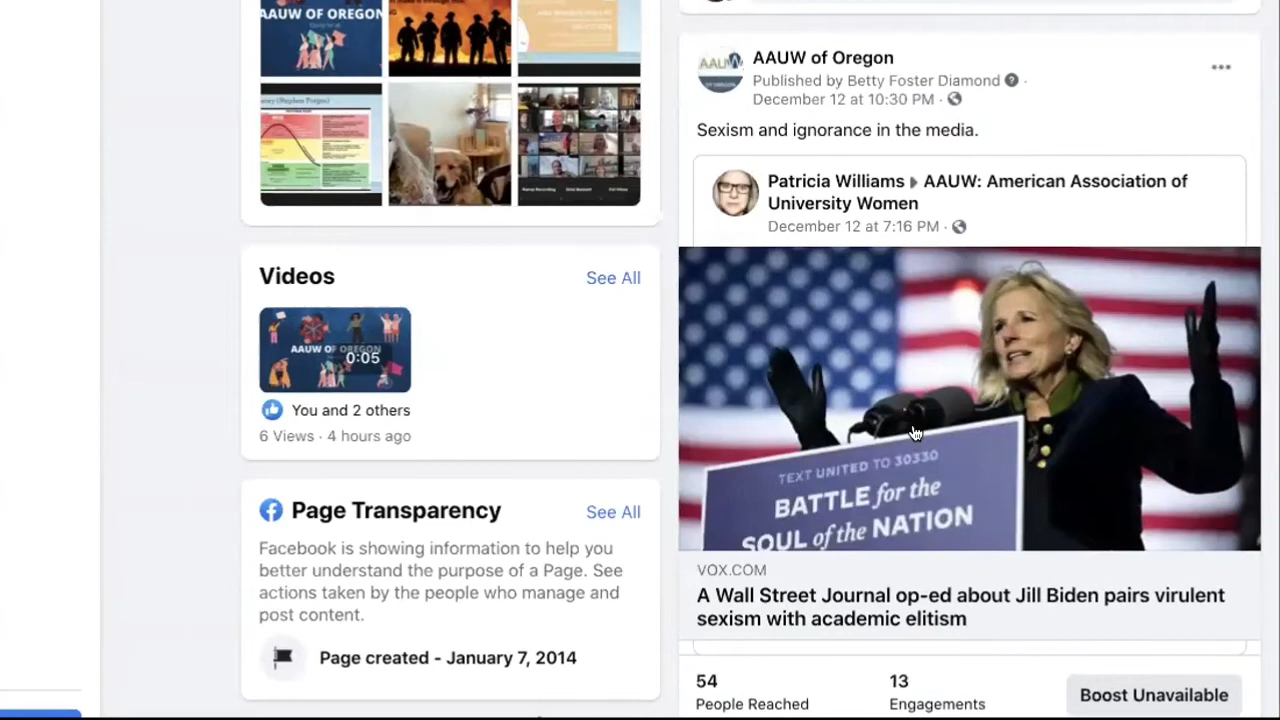 AAUW OF OREGON
Videos
See All
AAUW OF OREGON
0:05
You and 2 others
6 Views · 4 hours ago
Page Transparency
See All
Facebook is showing information to help you
better understand the purpose of a Page. See
actions taken by the people who manage and
post content.
Page created - January 7, 2014
AAUW
AAUW of Oregon
Published by Betty Foster Diamond
December 12 at 10:30 PM ·
Sexism and ignorance in the media.
Patricia Williams ▸ AAUW: American Association of
University Women
December 12 at 7:16 PM ·
TEXT UNITED TO 30330
BATTLE for the
SOUL of the NATION
VOX.COM
A Wall Street Journal op-ed about Jill Biden pairs virulent
sexism with academic elitism
54
People Reached
13
Engagements
Boost Unavailable